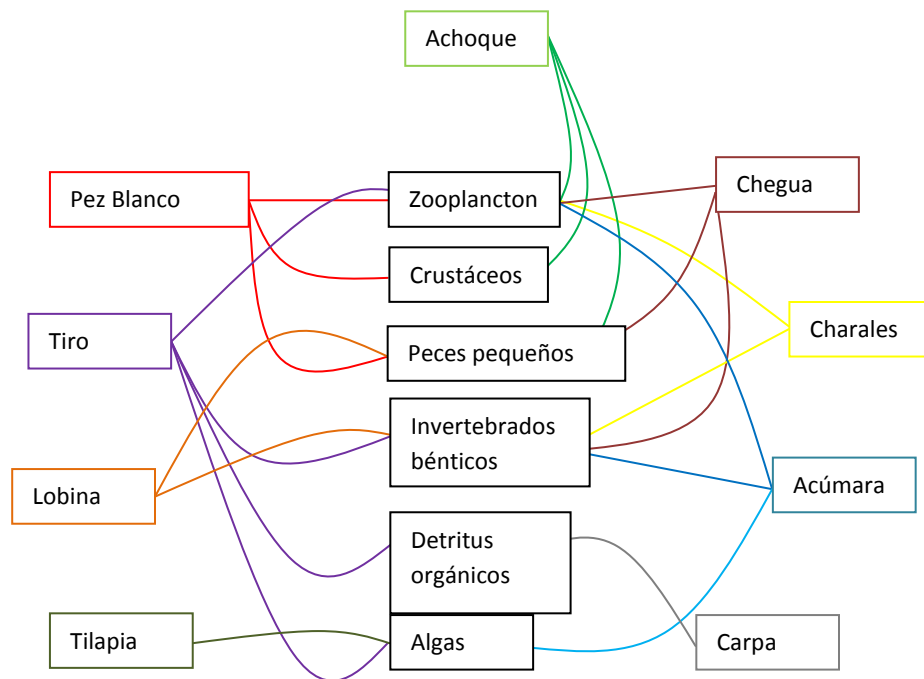 Achoque
Pez Blanco
Zooplancton
Chegua
Crustáceos
Tiro
Peces pequeños
Charales
Invertebrados
bénticos
Lobina
Acúmara
Detritus
orgánicos
Tilapia
Algas
Carpa